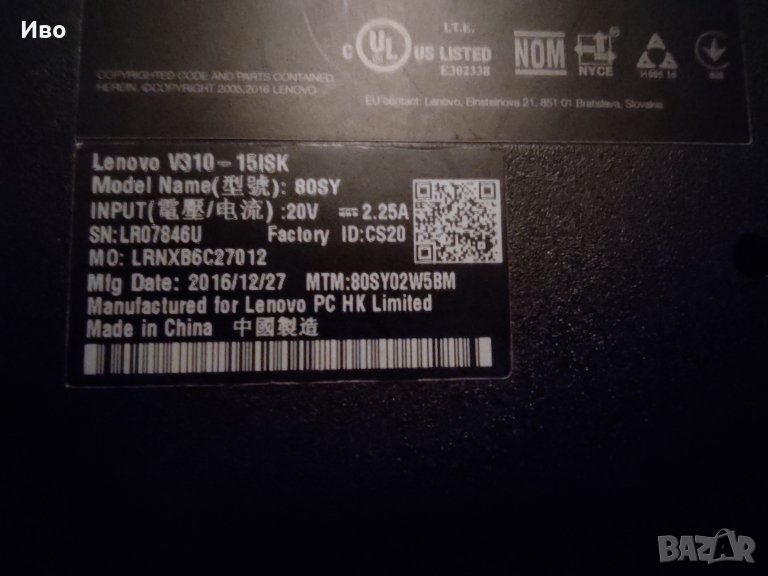 Иво
I.T.E.
C UL US LISTED
E302338
NOM
NYCE
COPYRIGHTED CODE AND PARTS CONTAINED
HEREIN. ©COPYRIGHT 2005,2016 LENOVO
EU contact: Lenovo, Einsteinova 21, 851 01 Bratislava, Slovakia
Lenovo V310-15ISK
Model Name(型號): 80SY
INPUT(電壓/电流) :20V ⎓ 2.25A
SN:LR07846U Factory ID:CS20
MO: LRNXB6C27012
Mfg Date: 2016/12/27 MTM:80SY02W5BM
Manufactured for Lenovo PC HK Limited
Made in China 中國製造
BAZAR